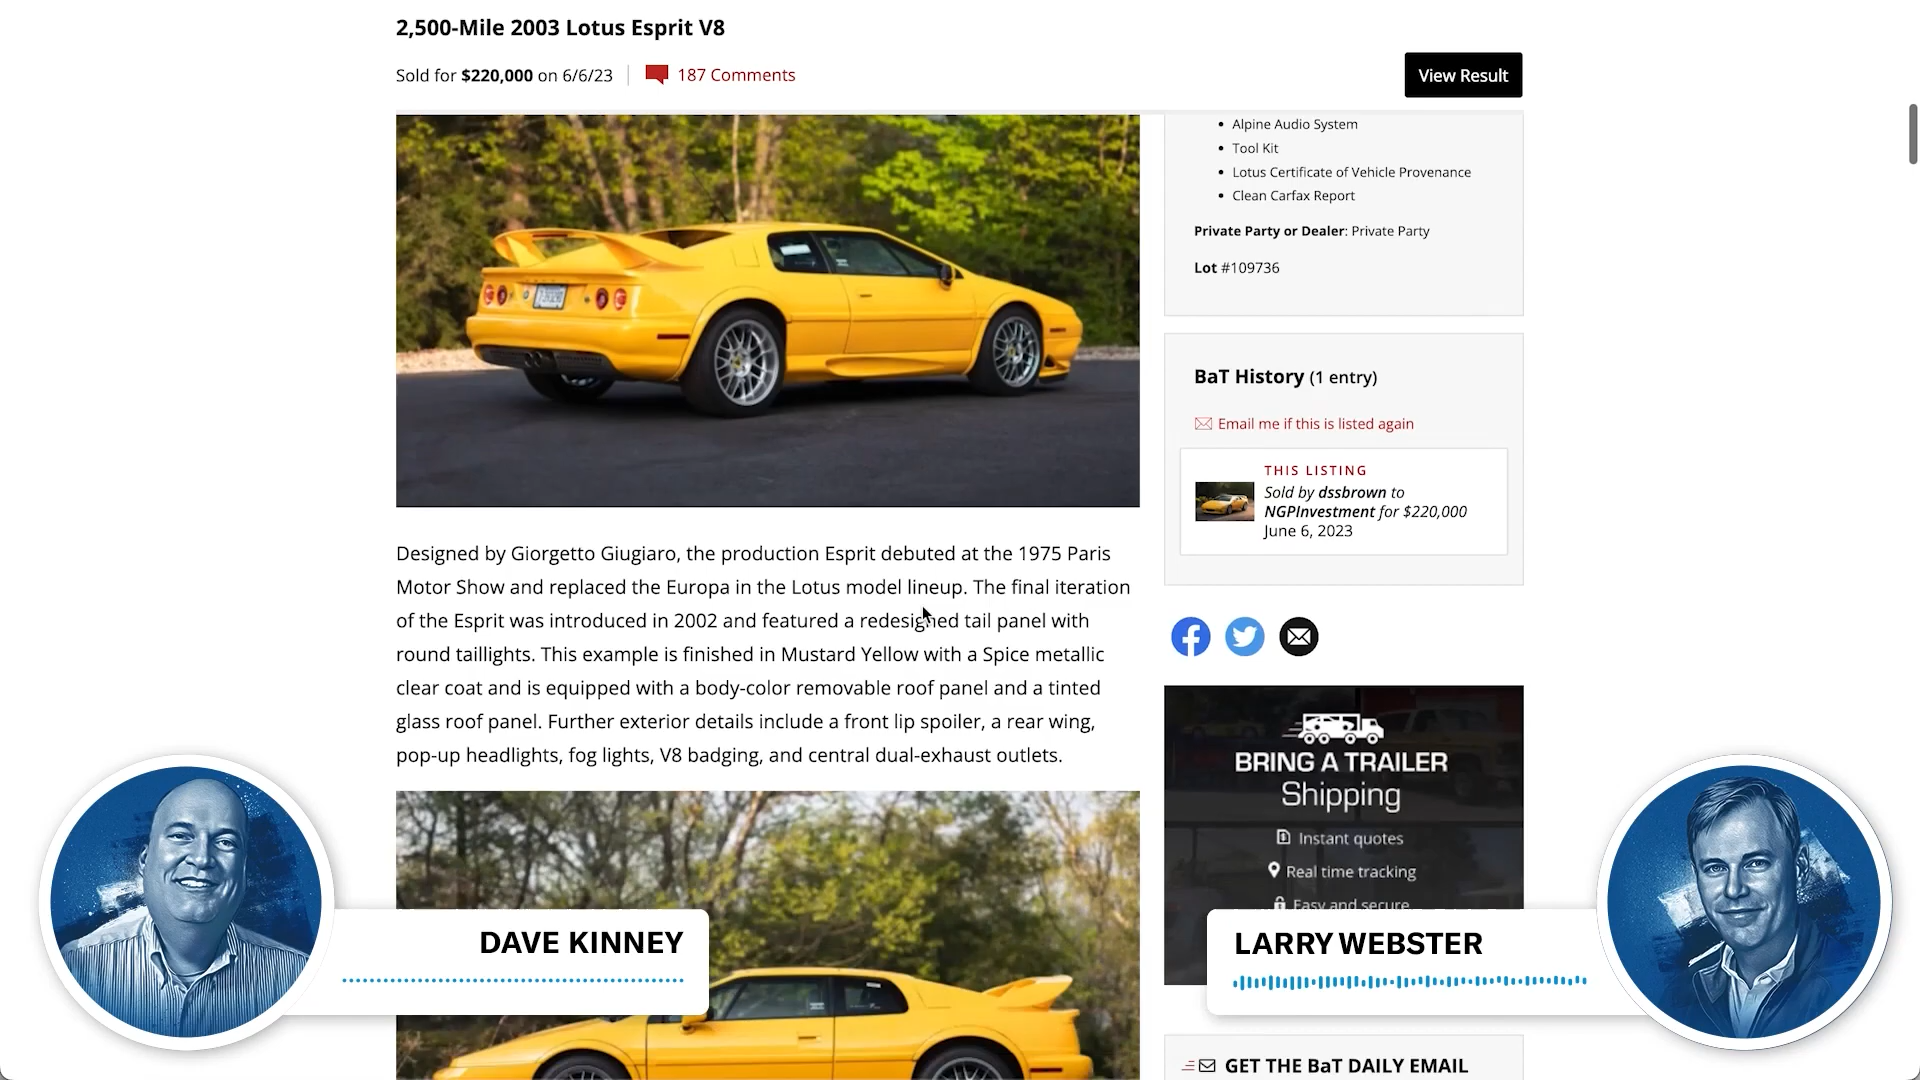 2,500-Mile 2003 Lotus Esprit V8
Sold for $220,000 on 6/6/23
187 Comments
View Result
Alpine Audio System
Tool Kit
Lotus Certificate of Vehicle Provenance
Clean Carfax Report
Private Party or Dealer: Private Party
Lot #109736
BaT History (1 entry)
Email me if this is listed again
THIS LISTING
Sold by dssbrown to
NGPInvestment for $220,000
June 6, 2023
Designed by Giorgetto Giugiaro, the production Esprit debuted at the 1975 Paris
Motor Show and replaced the Europa in the Lotus model lineup. The final iteration
of the Esprit was introduced in 2002 and featured a redesigned tail panel with
round taillights. This example is finished in Mustard Yellow with a Spice metallic
clear coat and is equipped with a body-color removable roof panel and a tinted
glass roof panel. Further exterior details include a front lip spoiler, a rear wing,
pop-up headlights, fog lights, V8 badging, and central dual-exhaust outlets.
BRING A TRAILER
Shipping
Instant quotes
Real time tracking
Easy and secure
DAVE KINNEY
LARRY WEBSTER
GET THE BaT DAILY EMAIL